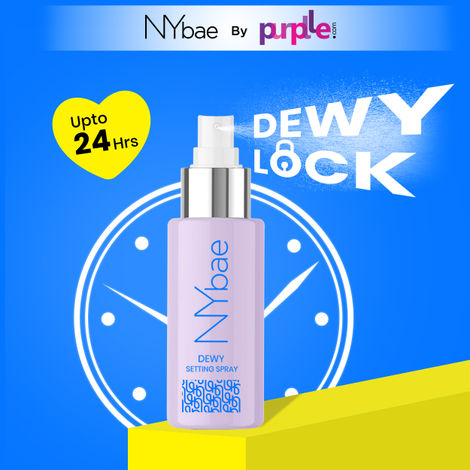 NYbae By purplle.com
Upto
24 Hrs
DEWY
LOCK
NYbae
DEWY
SETTING SPRAY